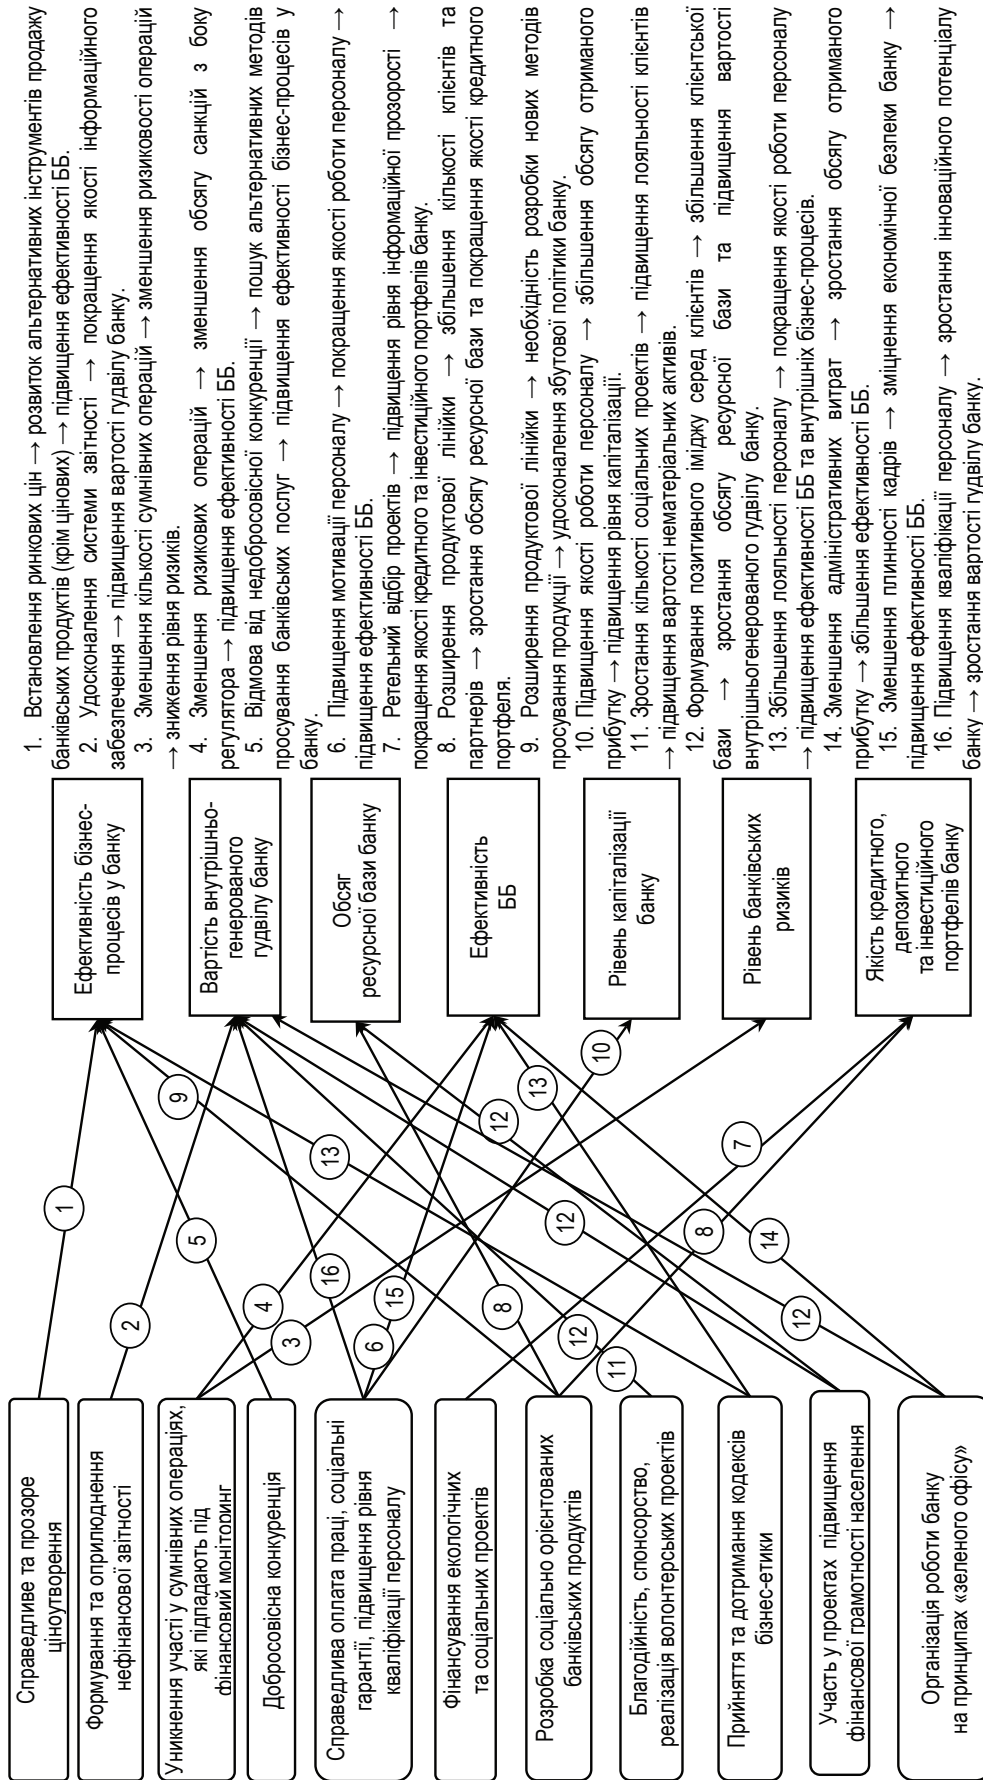 Справедливе та прозоре
ціноутворення
Формування та оприлюднення
нефінансової звітності
Уникнення участі у сумнівних операціях,
які підпадають під
фінансовий моніторинг
Добросовісна конкуренція
Справедлива оплата праці, соціальні
гарантії, підвищення рівня
кваліфікації персоналу
Фінансування екологічних
та соціальних проектів
Розробка соціально орієнтованих
банківських продуктів
Благодійність, спонсорство,
реалізація волонтерських проектів
Прийняття та дотримання кодексів
бізнес-етики
Участь у проектах підвищення
фінансової грамотності населення
Організація роботи банку
на принципах «зеленого офісу»
1
2
5
4
3
16
15
6
8
12
11
9
13
12
12
13
10
7
8
14
12
Ефективність бізнес-
процесів у банку
Вартість внутрішньо-
генерованого
гудвілу банку
Обсяг
ресурсної бази банку
Ефективність
ББ
Рівень капіталізації
банку
Рівень банківських
ризиків
Якість кредитного,
депозитного
та інвестиційного
портфелів банку
1. Встановлення ринкових цін → розвиток альтернативних інструментів продажу
банківських продуктів (крім цінових) → підвищення ефективності ББ.
2. Удосконалення системи звітності → покращення якості інформаційного
забезпечення → підвищення вартості гудвілу банку.
3. Зменшення кількості сумнівних операцій → зменшення ризиковості операцій
→ зниження рівня ризиків.
4. Зменшення ризикових операцій → зменшення обсягу санкцій з боку
регулятора → підвищення ефективності ББ.
5. Відмова від недобросовісної конкуренції → пошук альтернативних методів
просування банківських послуг → підвищення ефективності бізнес-процесів у
банку.
6. Підвищення мотивації персоналу → покращення якості роботи персоналу →
підвищення ефективності ББ.
7. Ретельний відбір проектів → підвищення рівня інформаційної прозорості →
покращення якості кредитного та інвестиційного портфелів банку.
8. Розширення продуктової лінійки → збільшення кількості клієнтів та
партнерів → зростання обсягу ресурсної бази та покращення якості кредитного
портфеля.
9. Розширення продуктової лінійки → необхідність розробки нових методів
просування продукції → удосконалення збутової політики банку.
10. Підвищення якості роботи персоналу → збільшення обсягу отриманого
прибутку → підвищення рівня капіталізації.
11. Зростання кількості соціальних проектів → підвищення лояльності клієнтів
→ підвищення вартості нематеріальних активів.
12. Формування позитивного іміджу серед клієнтів → збільшення клієнтської
бази → зростання обсягу ресурсної бази та підвищення вартості
внутрішньогенерованого гудвілу банку.
13. Збільшення лояльності персоналу → покращення якості роботи персоналу
→ підвищення ефективності ББ та внутрішніх бізнес-процесів.
14. Зменшення адміністративних витрат → зростання обсягу отриманого
прибутку → збільшення ефективності ББ.
15. Зменшення плинності кадрів → зміцнення економічної безпеки банку →
підвищення ефективності ББ.
16. Підвищення кваліфікації персоналу → зростання інноваційного потенціалу
банку → зростання вартості гудвілу банку.